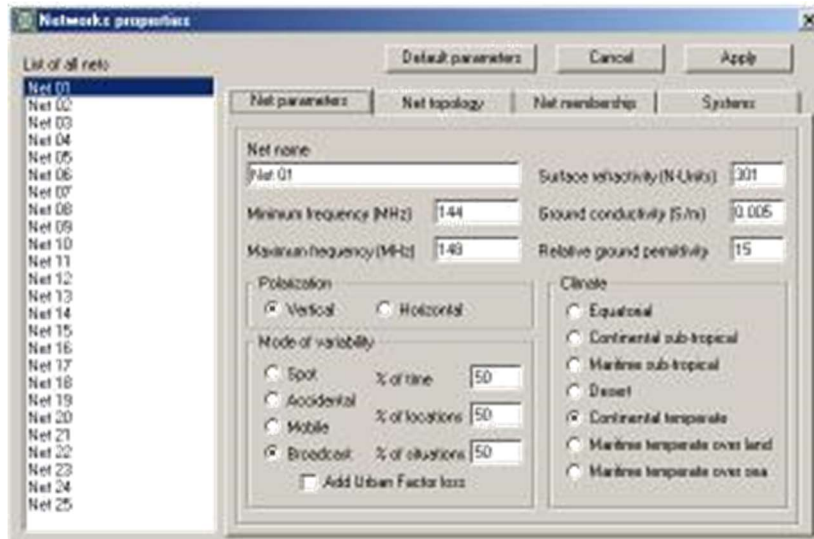 Networks properties
List of all nets
Default parameters
Cancel
Apply
Net 01
Net 02
Net 03
Net 04
Net 05
Net 06
Net 07
Net 08
Net 09
Net 10
Net 11
Net 12
Net 13
Net 14
Net 15
Net 16
Net 17
Net 18
Net 19
Net 20
Net 21
Net 22
Net 23
Net 24
Net 25
Net parameters
Net topology
Net membership
Systems
Net name
Net 01
Surface refractivity (N-Units) 301
Minimum frequency (MHz) 144
Ground conductivity (S/m) 0.005
Maximum frequency (MHz) 148
Relative ground permittivity 15
Polarization
Vertical
Horizontal
Mode of variability
Spot
Accidental
Mobile
Broadcast
% of time 50
% of locations 50
% of situations 50
Add Urban Factor loss
Climate
Equatorial
Continental sub-tropical
Maritime sub-tropical
Desert
Continental temperate
Maritime temperate over land
Maritime temperate over sea